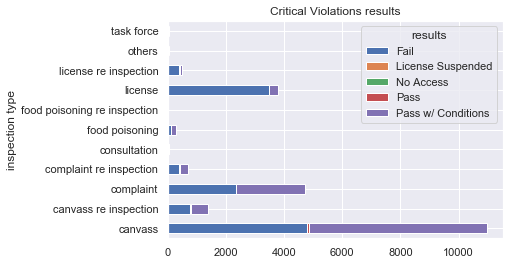 Critical Violations results
inspection type
task force
others
license re inspection
license
food poisoning re inspection
food poisoning
consultation
complaint re inspection
complaint
canvass re inspection
canvass
0 2000 4000 6000 8000 10000
results
Fail
License Suspended
No Access
Pass
Pass w/ Conditions